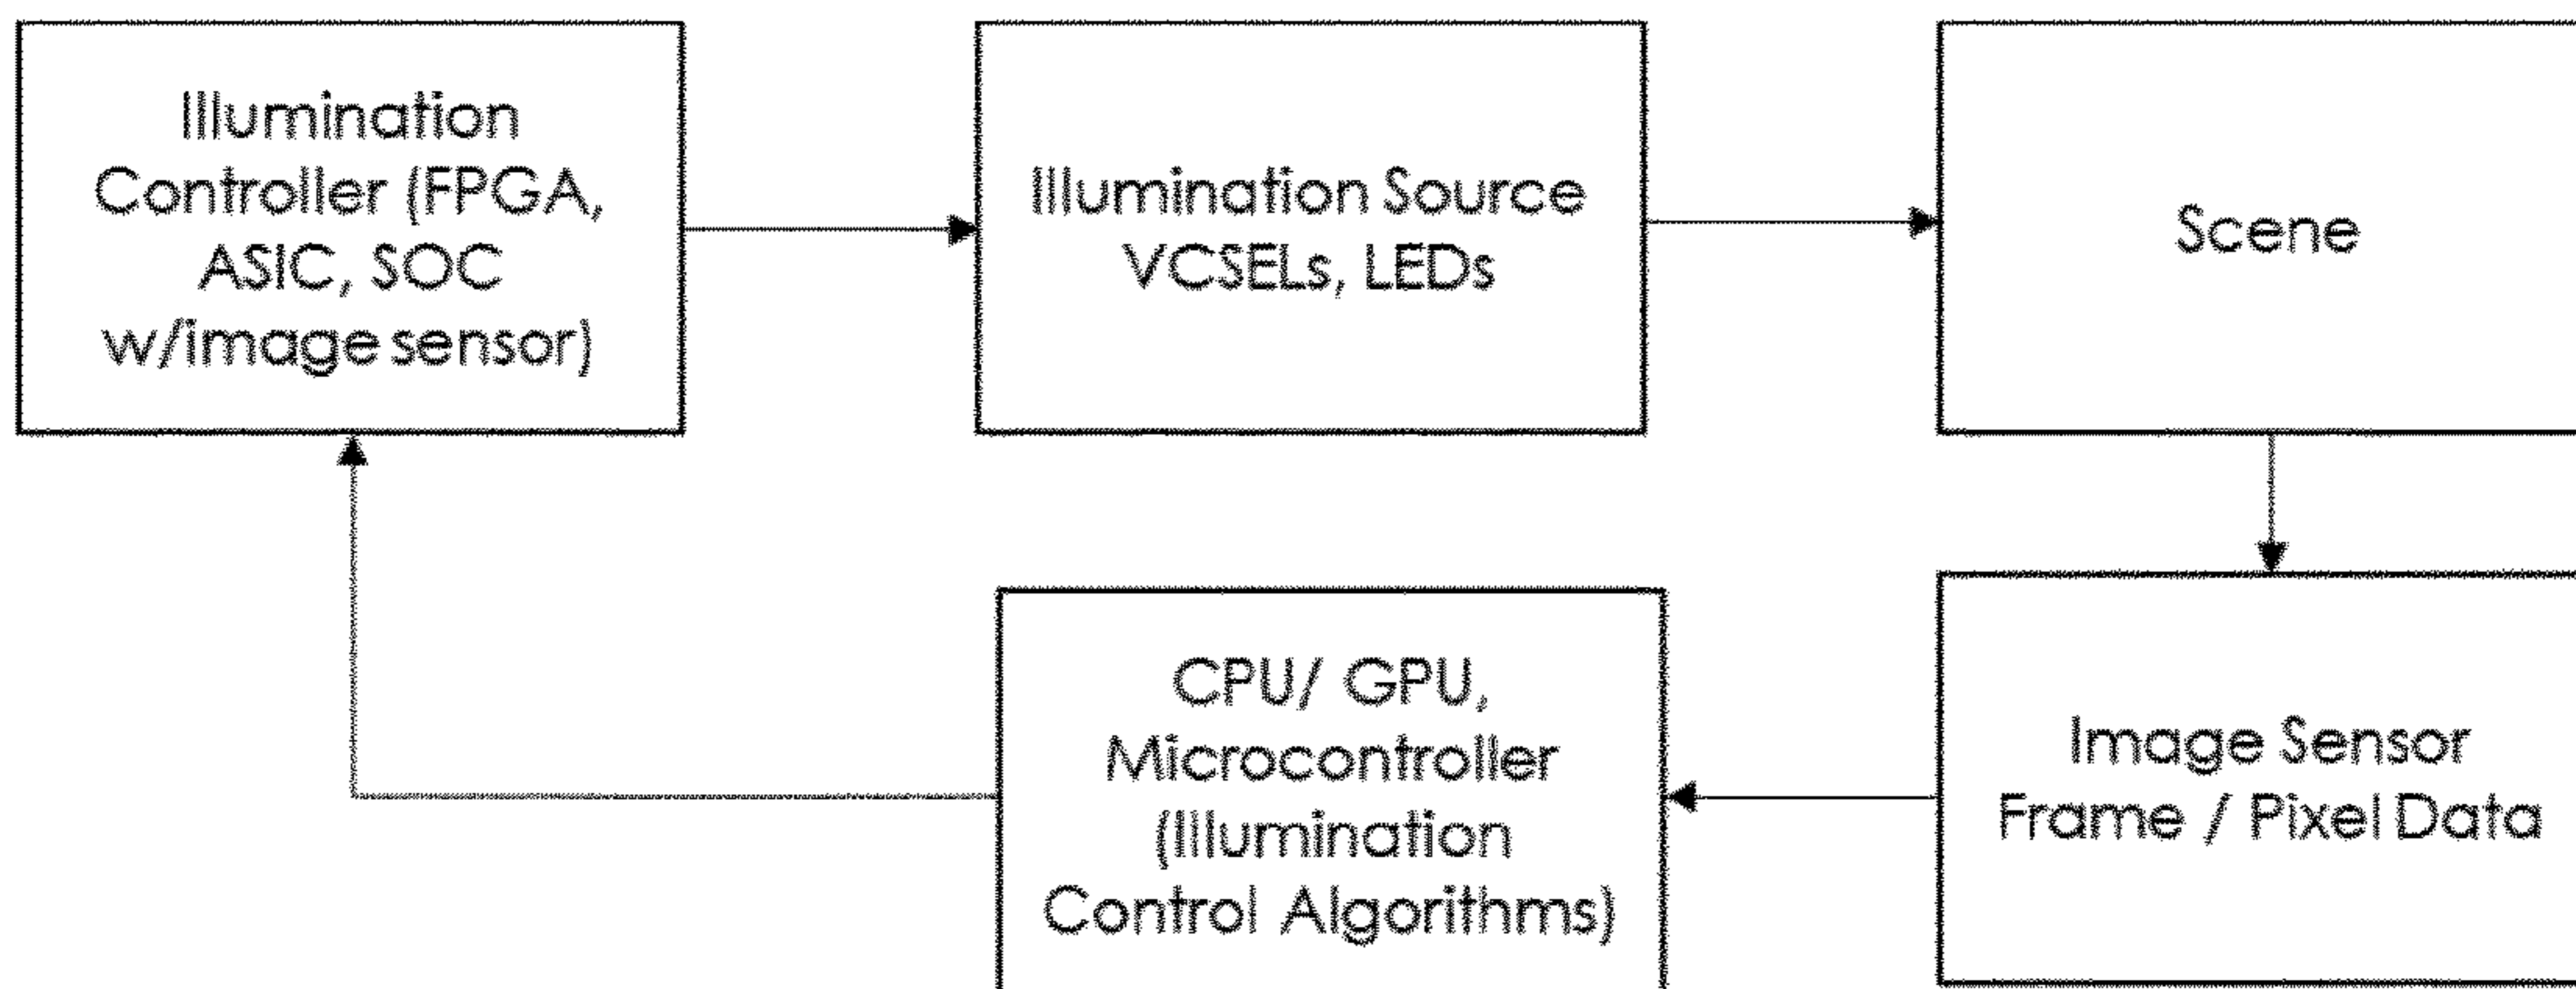 Illumination
Controller (FPGA,
ASIC, SOC
w/image sensor)
Illumination Source
VCSELs, LEDs
Scene
CPU/ GPU,
Microcontroller
(Illumination
Control Algorithms)
Image Sensor
Frame / Pixel Data